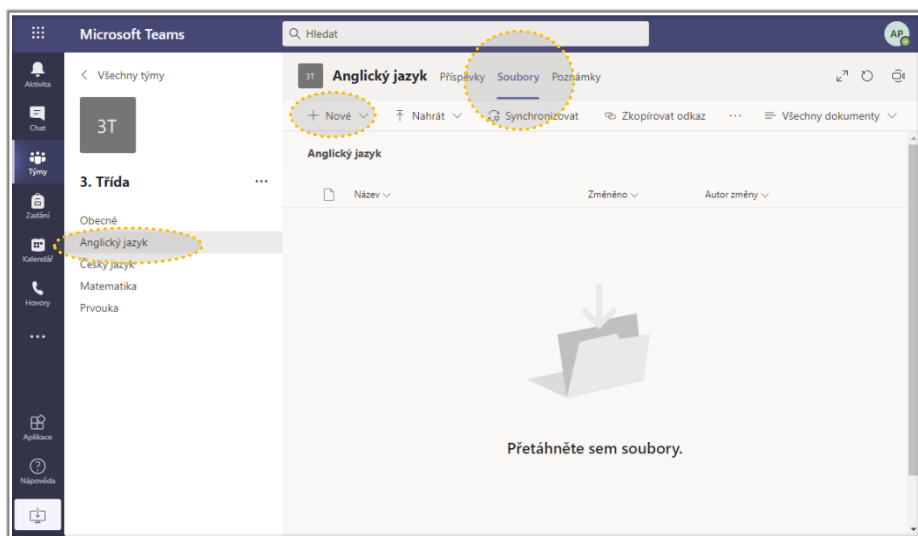 Microsoft Teams
Hledat
AP
Aktivita
Chat
Týmy
Zadání
Kalendář
Hovory
Aplikace
Nápověda
Všechny týmy
3T
3. Třída
Obecné
Anglický jazyk
Český jazyk
Matematika
Prvouka
3T Anglický jazyk Příspěvky Soubory Poznámky
+ Nové Nahrát Synchronizovat Zkopírovat odkaz ... Všechny dokumenty
Anglický jazyk
Název Změněno Autor změny
Přetáhněte sem soubory.